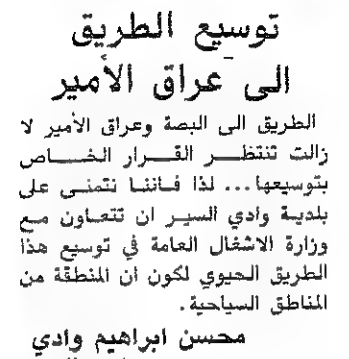 توسيع الطريق
الى عراق الأمير
الطريق الى البصة وعراق الأمير لا
زالت تنتظر القرار الخاص
بتوسيعها... لذا فاننا نتمنى على
بلدية وادي السير ان تتعاون مع
وزارة الاشغال العامة في توسيع هذا
الطريق الحيوي لكون ان المنطقة من
المناطق السياحية.
محسن ابراهيم وادي